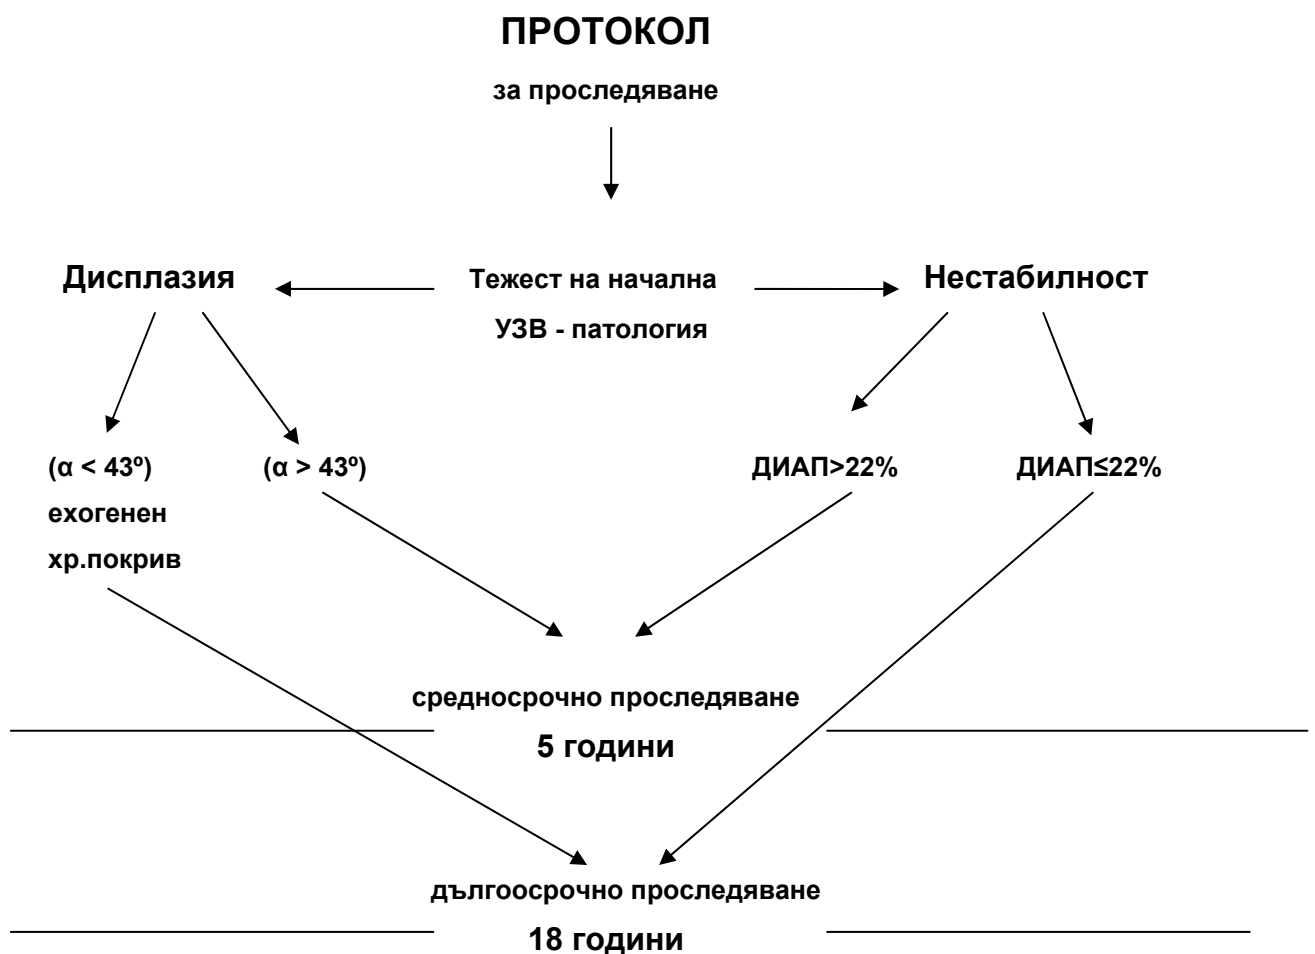 ПРОТОКОЛ
за проследяване
Дисплазия
Тежест на начална
УЗВ - патология
Нестабилност
(α < 43º)
ехогенен
хр.покрив
(α > 43º)
ДИАП>22%
ДИАП≤22%
средносрочно проследяване
5 години
дългоосрочно проследяване
18 години